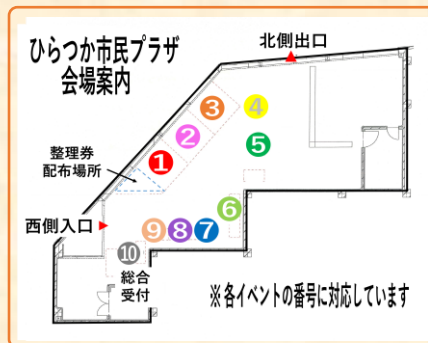 ひらつか市民プラザ
会場案内
北側出口
3
4
2
5
1
整理券
配布場所
6
西側入口
9 8 7
10
総合
受付
※各イベントの番号に対応しています